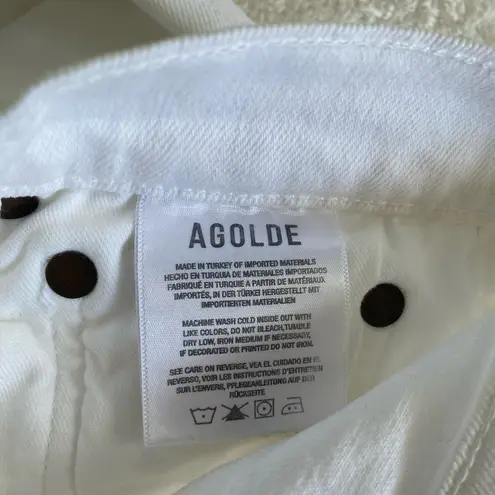 AGOLDE
MADE IN TURKEY OF IMPORTED MATERIALS
HECHO EN TURQUIA DE MATERIALES IMPORTADOS
FABRIQUÉ EN TURQUIE A PARTIR DE MATÉRIAUX
IMPORTÉS, IN DER TÜRKEI HERGESTELLT MIT
IMPORTIERTEN MATERIALIEN
MACHINE WASH COLD INSIDE OUT WITH
LIKE COLORS, DO NOT BLEACH,TUMBLE
DRY LOW, IRON MEDIUM IF NECESSARY.
IF DECORATED OR PRINTED DO NOT IRON.
SEE CARE ON REVERSE, VEA EL CUIDADO EN EL
REVERSO, VOIR LES INSTRUCTIONS D'ENTRETIEN
SUR L'ENVERS, PFLEGEANLEITUNG AUF DER
RÜCKSEITE